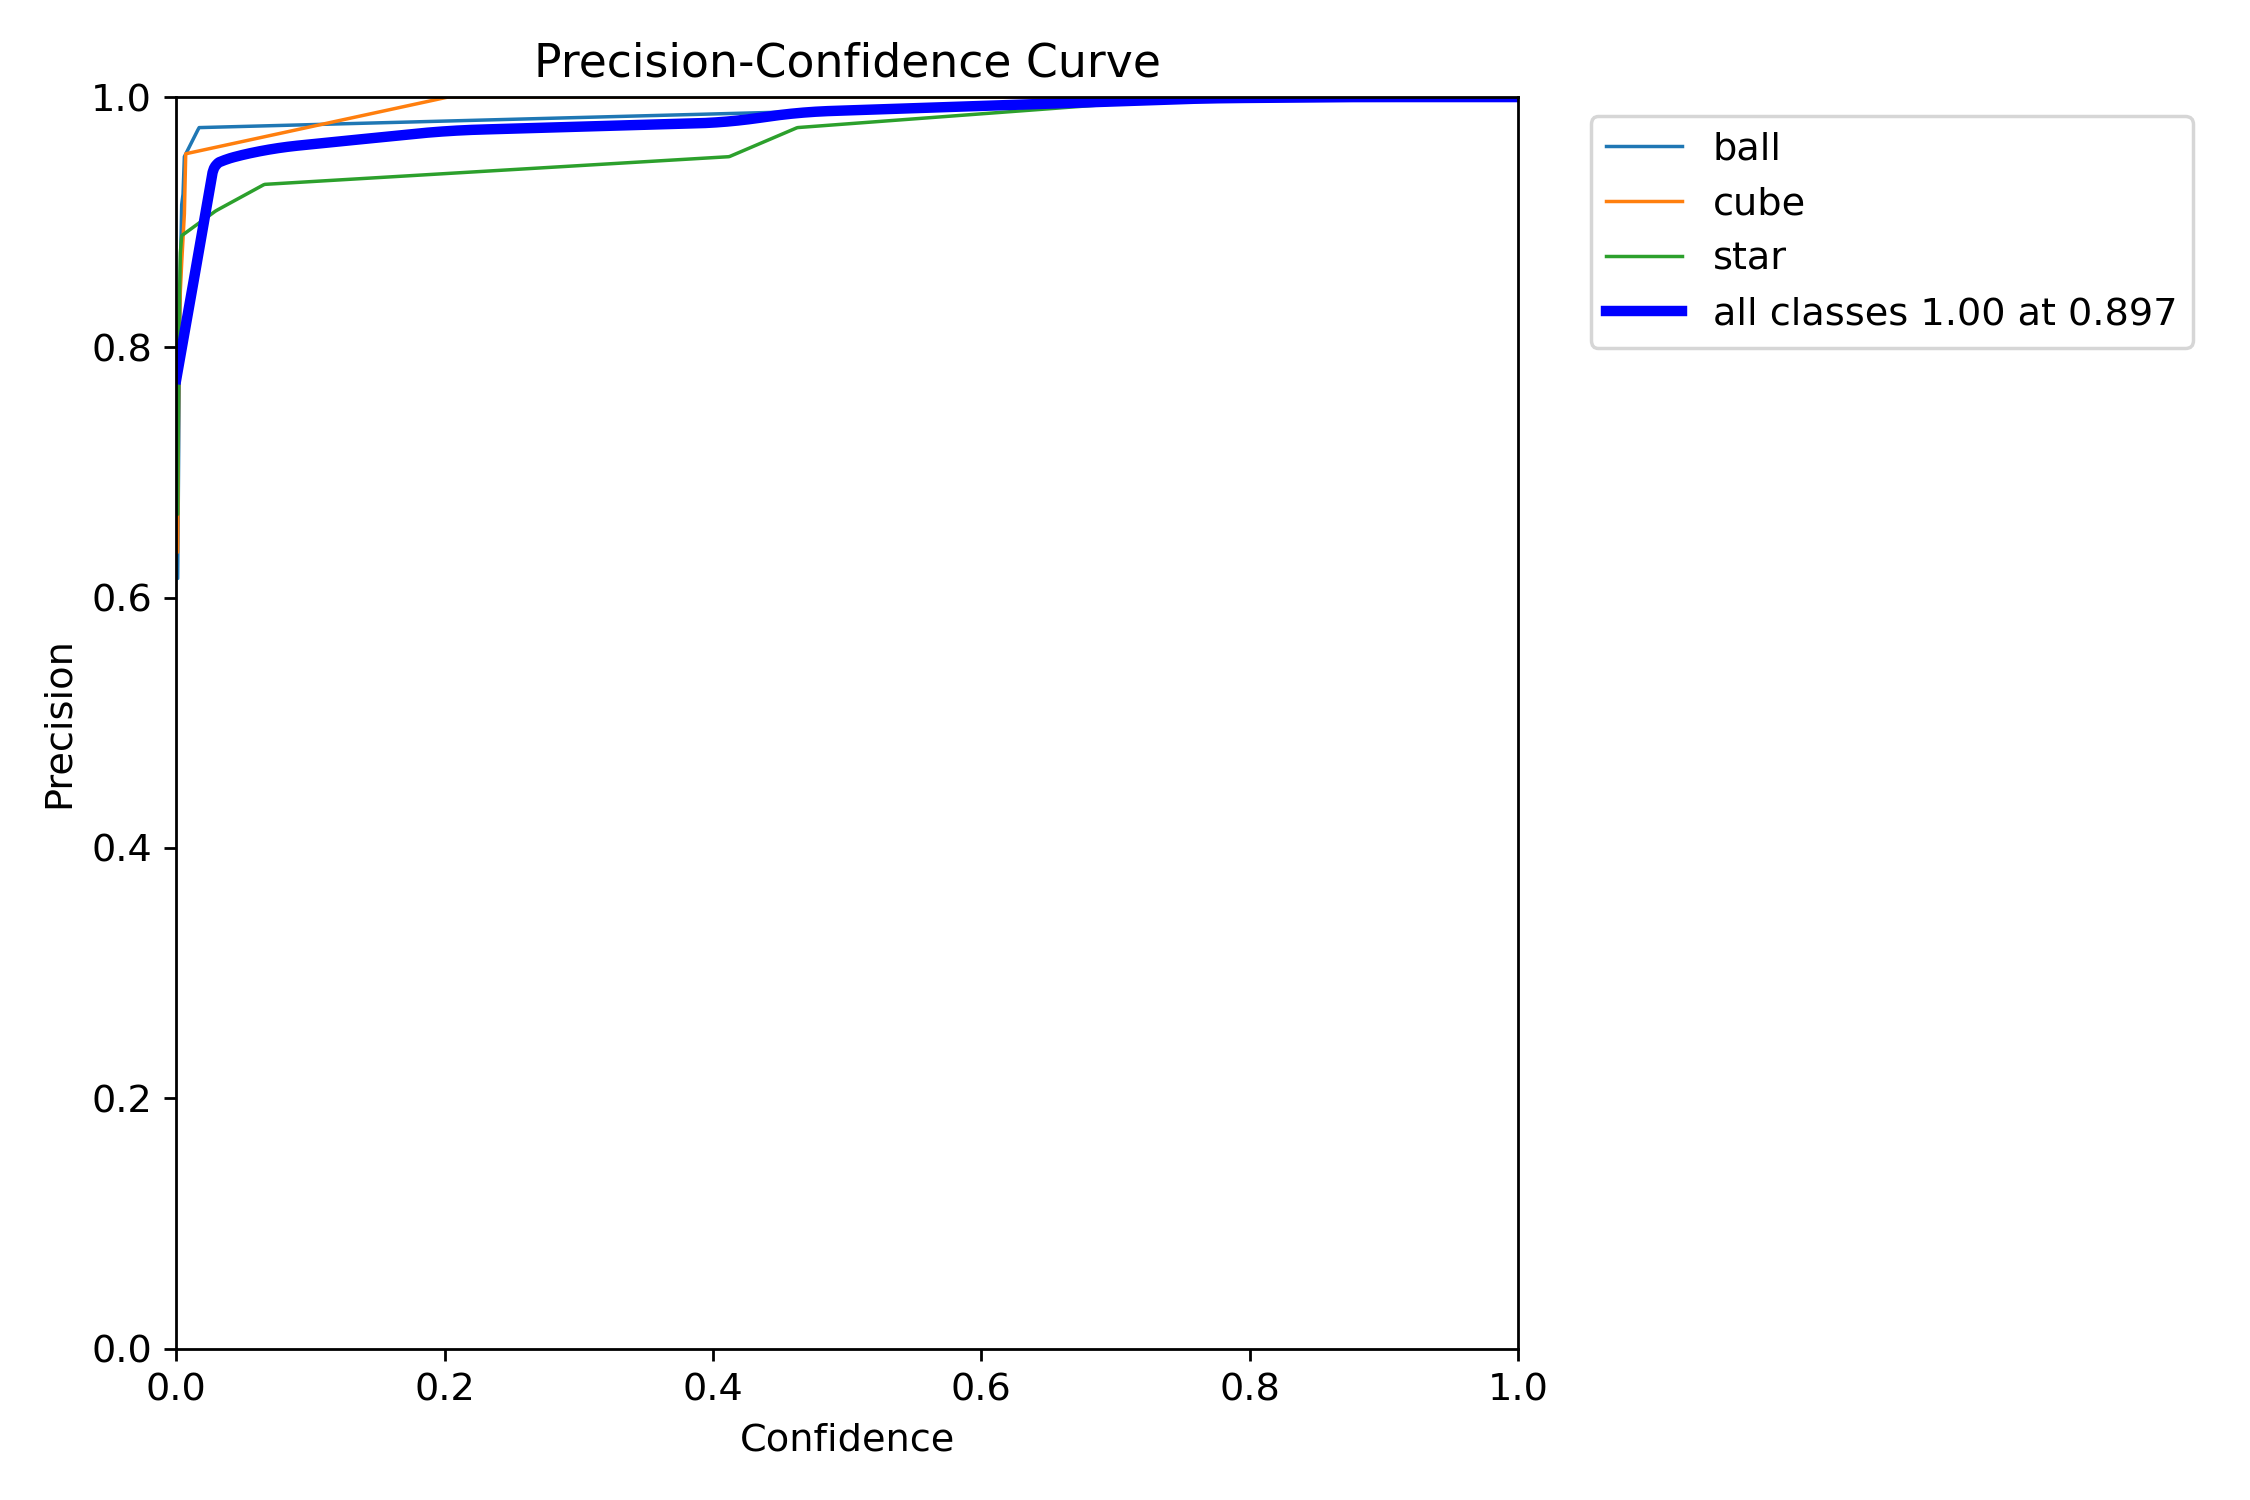 Precision-Confidence Curve
1.0
0.8
0.6
0.4
0.2
0.0
Precision
0.0 0.2 0.4 0.6 0.8 1.0
Confidence
ball
cube
star
all classes 1.00 at 0.897